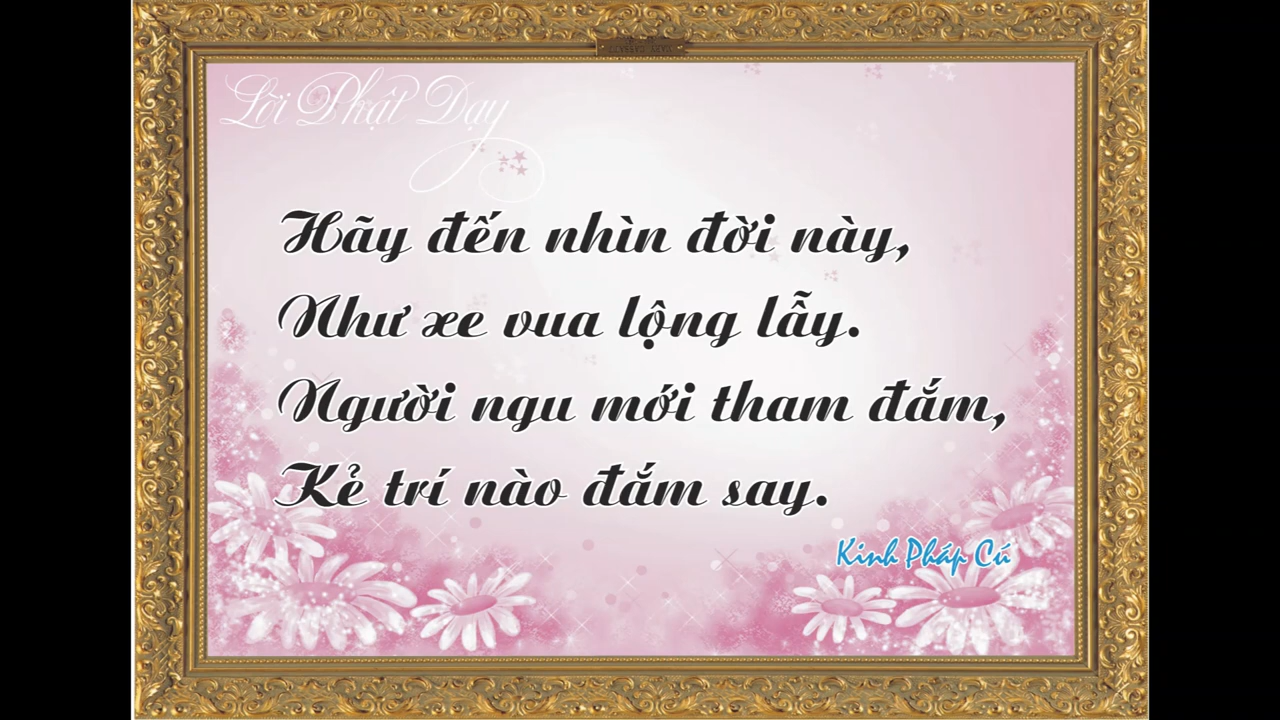 Lời Phật Dạy
Hãy đến nhìn đời này,
Như xe vua lộng lẫy.
Người ngu mới tham đắm,
Kẻ trí nào đắm say.
Kinh Pháp Cú